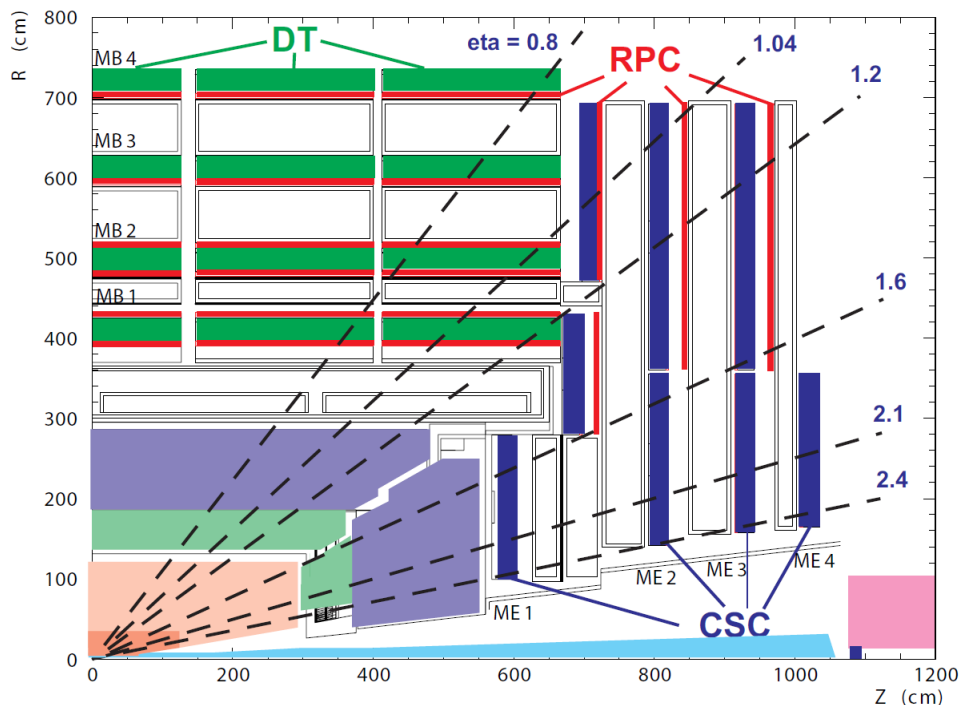 R (cm)
800
700
600
500
400
300
200
100
0
MB 4
MB 3
MB 2
MB 1
DT
eta = 0.8
1.04
RPC
1.2
1.6
2.1
2.4
ME 1
ME 2
ME 3
ME 4
CSC
0
200
400
600
800
1000
1200
Z (cm)